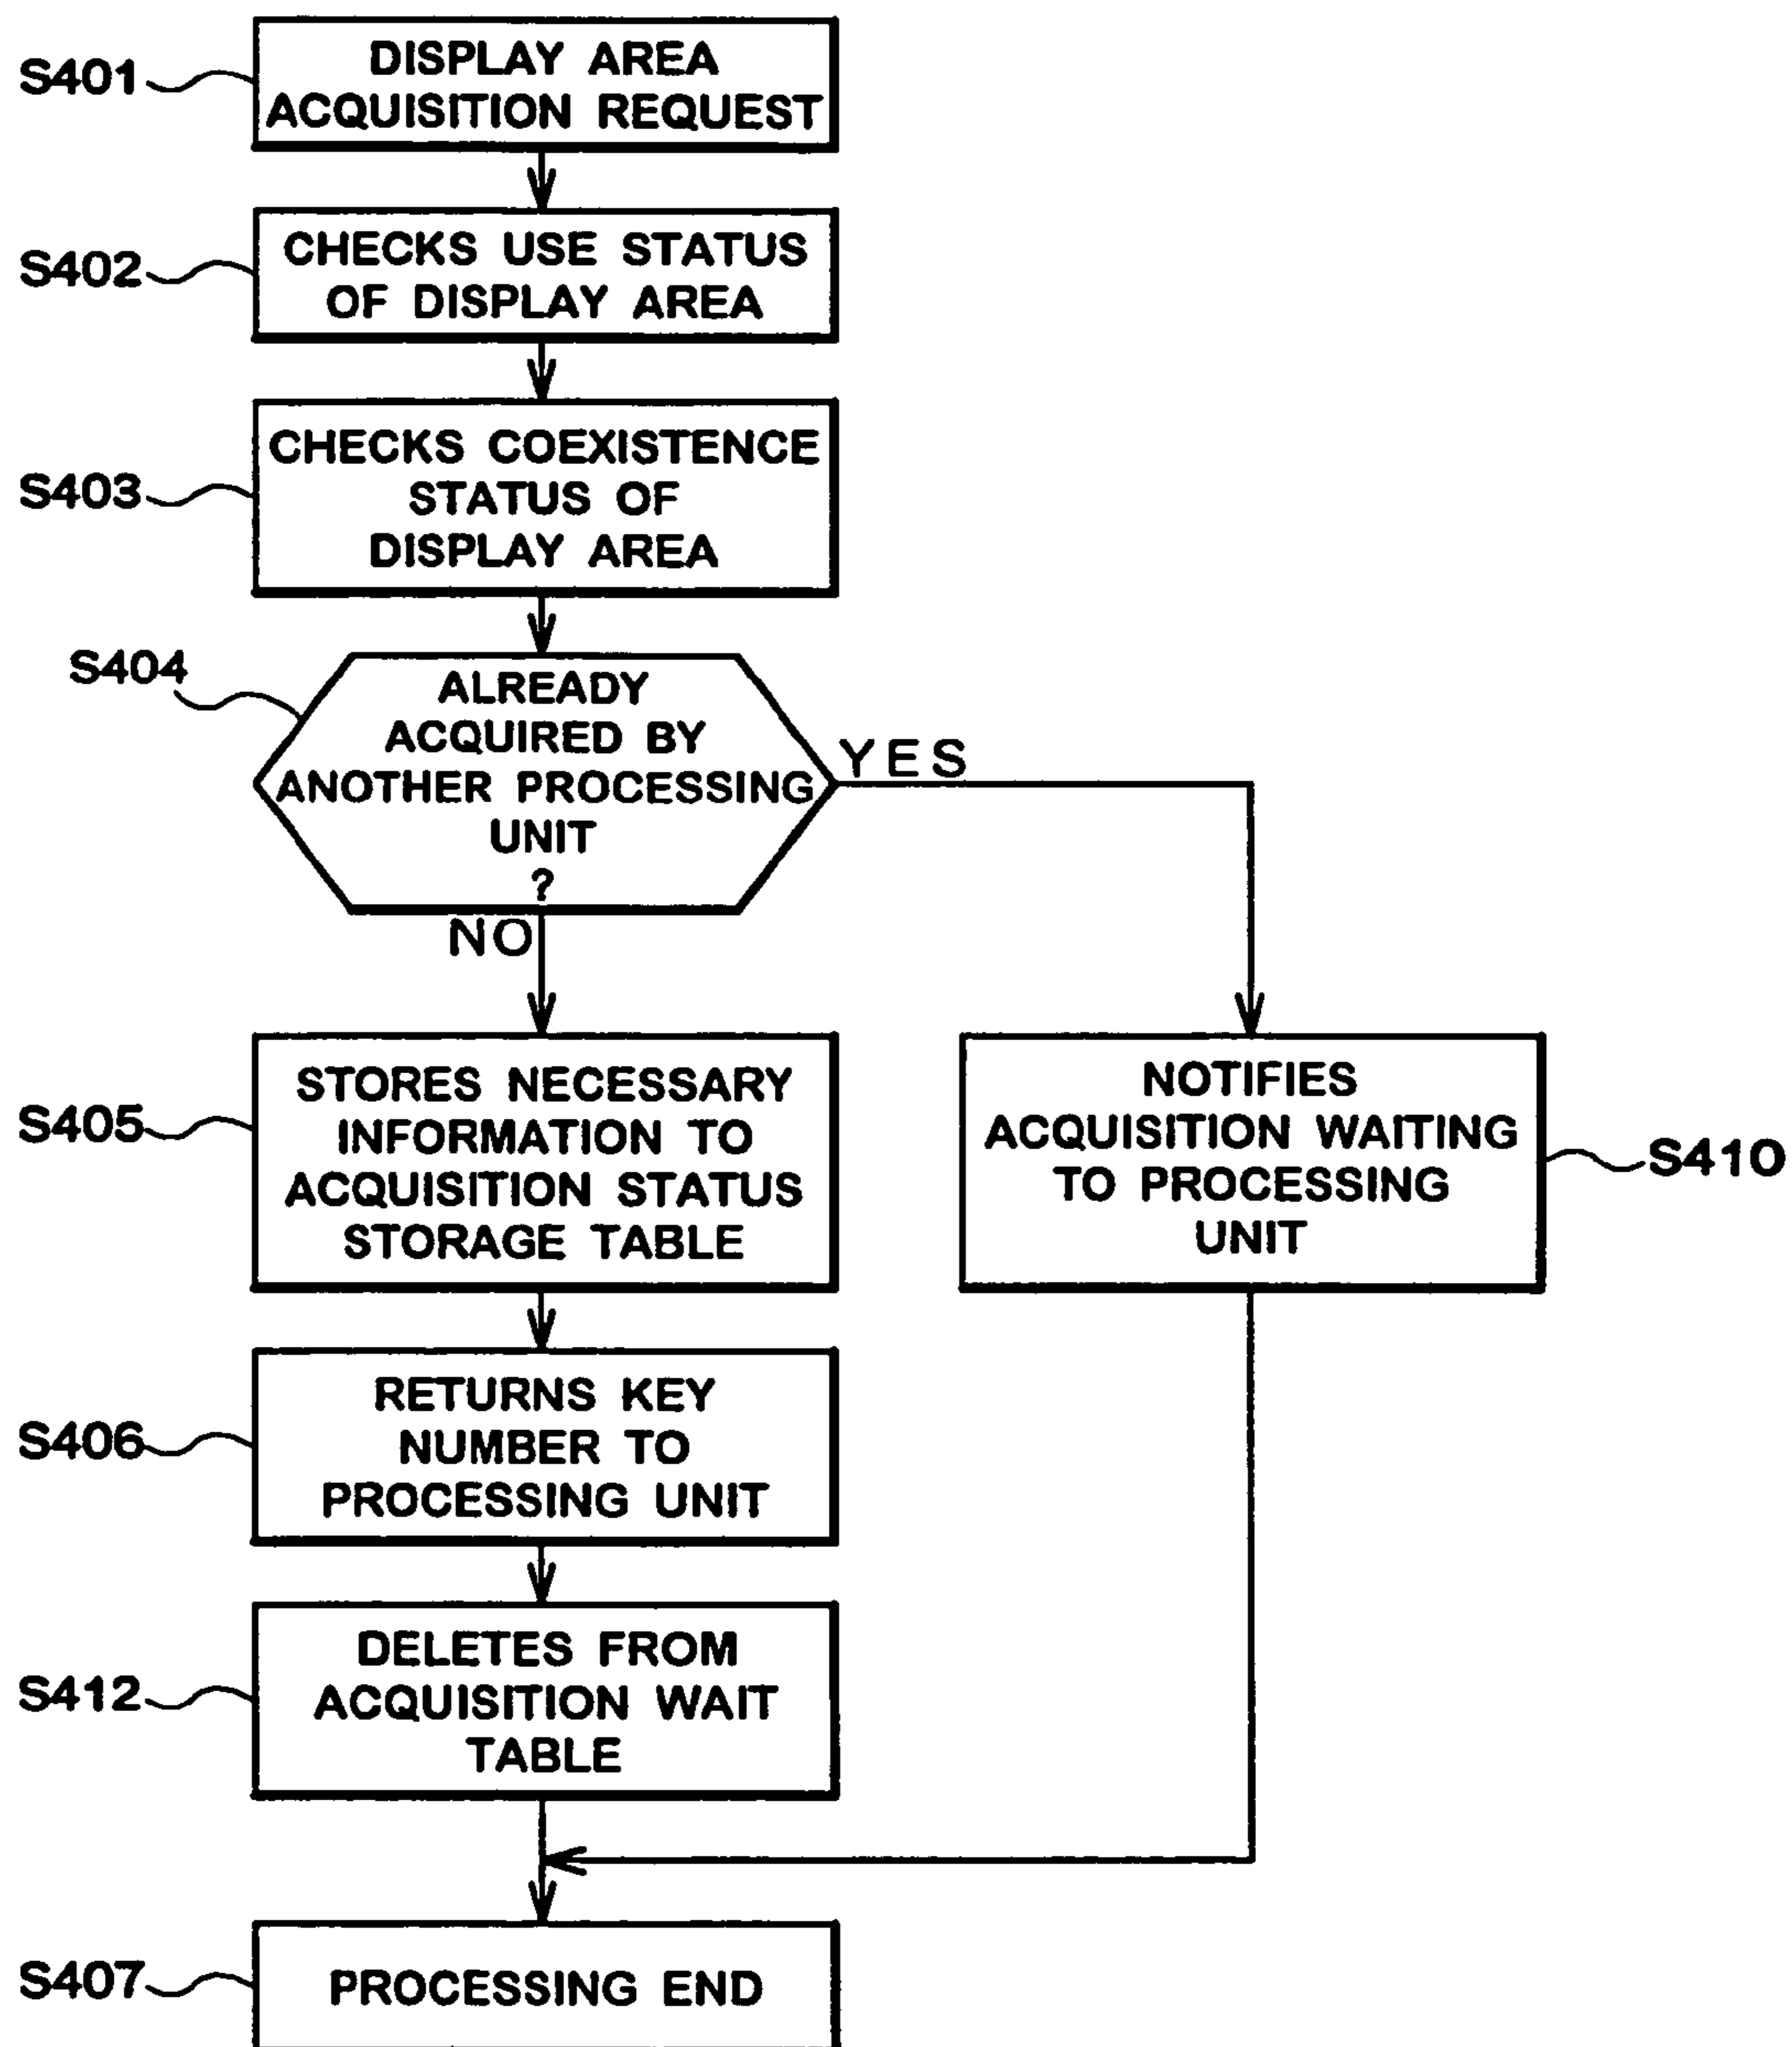 S401
DISPLAY AREA
ACQUISITION REQUEST
S402
CHECKS USE STATUS
OF DISPLAY AREA
S403
CHECKS COEXISTENCE
STATUS OF
DISPLAY AREA
S404
ALREADY
ACQUIRED BY
ANOTHER PROCESSING
UNIT
?
YES
NO
S405
STORES NECESSARY
INFORMATION TO
ACQUISITION STATUS
STORAGE TABLE
NOTIFIES
ACQUISITION WAITING
TO PROCESSING
UNIT
S410
S406
RETURNS KEY
NUMBER TO
PROCESSING UNIT
S412
DELETES FROM
ACQUISITION WAIT
TABLE
S407
PROCESSING END